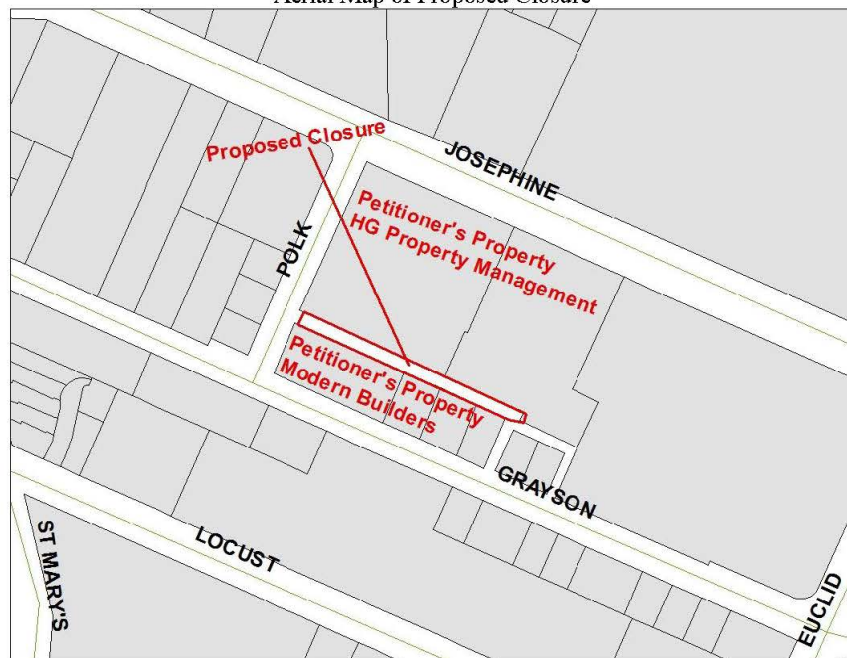 Aerial Map of Proposed Closure
Proposed Closure
JOSEPHINE
Petitioner's Property
HG Property Management
POLK
Petitioner's Property
Modern Builders
GRAYSON
LOCUST
ST MARY'S
EUCLID